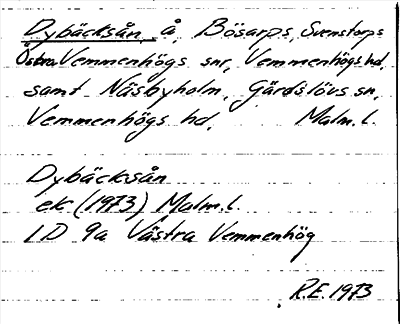 Dybäcksån, å, Bösarps, Svenstorps
Östra Vemmenhögs snr, Vemmenhögs hd,
samt Näsbyholm, Gärdslövs sn,
Vemmenhögs hd, Malm. l.
Dybäcksån
ek (1973) Malm. l.
1 D 9a Västra Vemmenhög
R.E. 1973